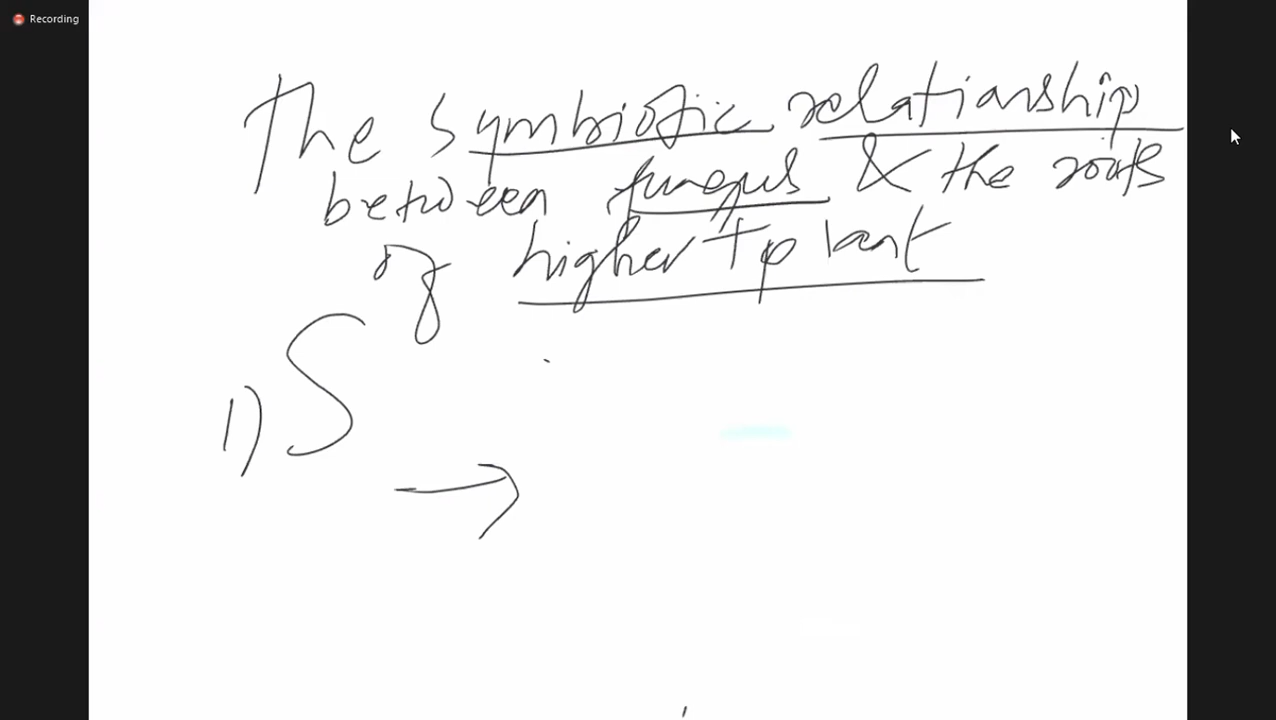 Recording
The symbiotic relationship
between fungus & the roots
of higher plant
1) S
→